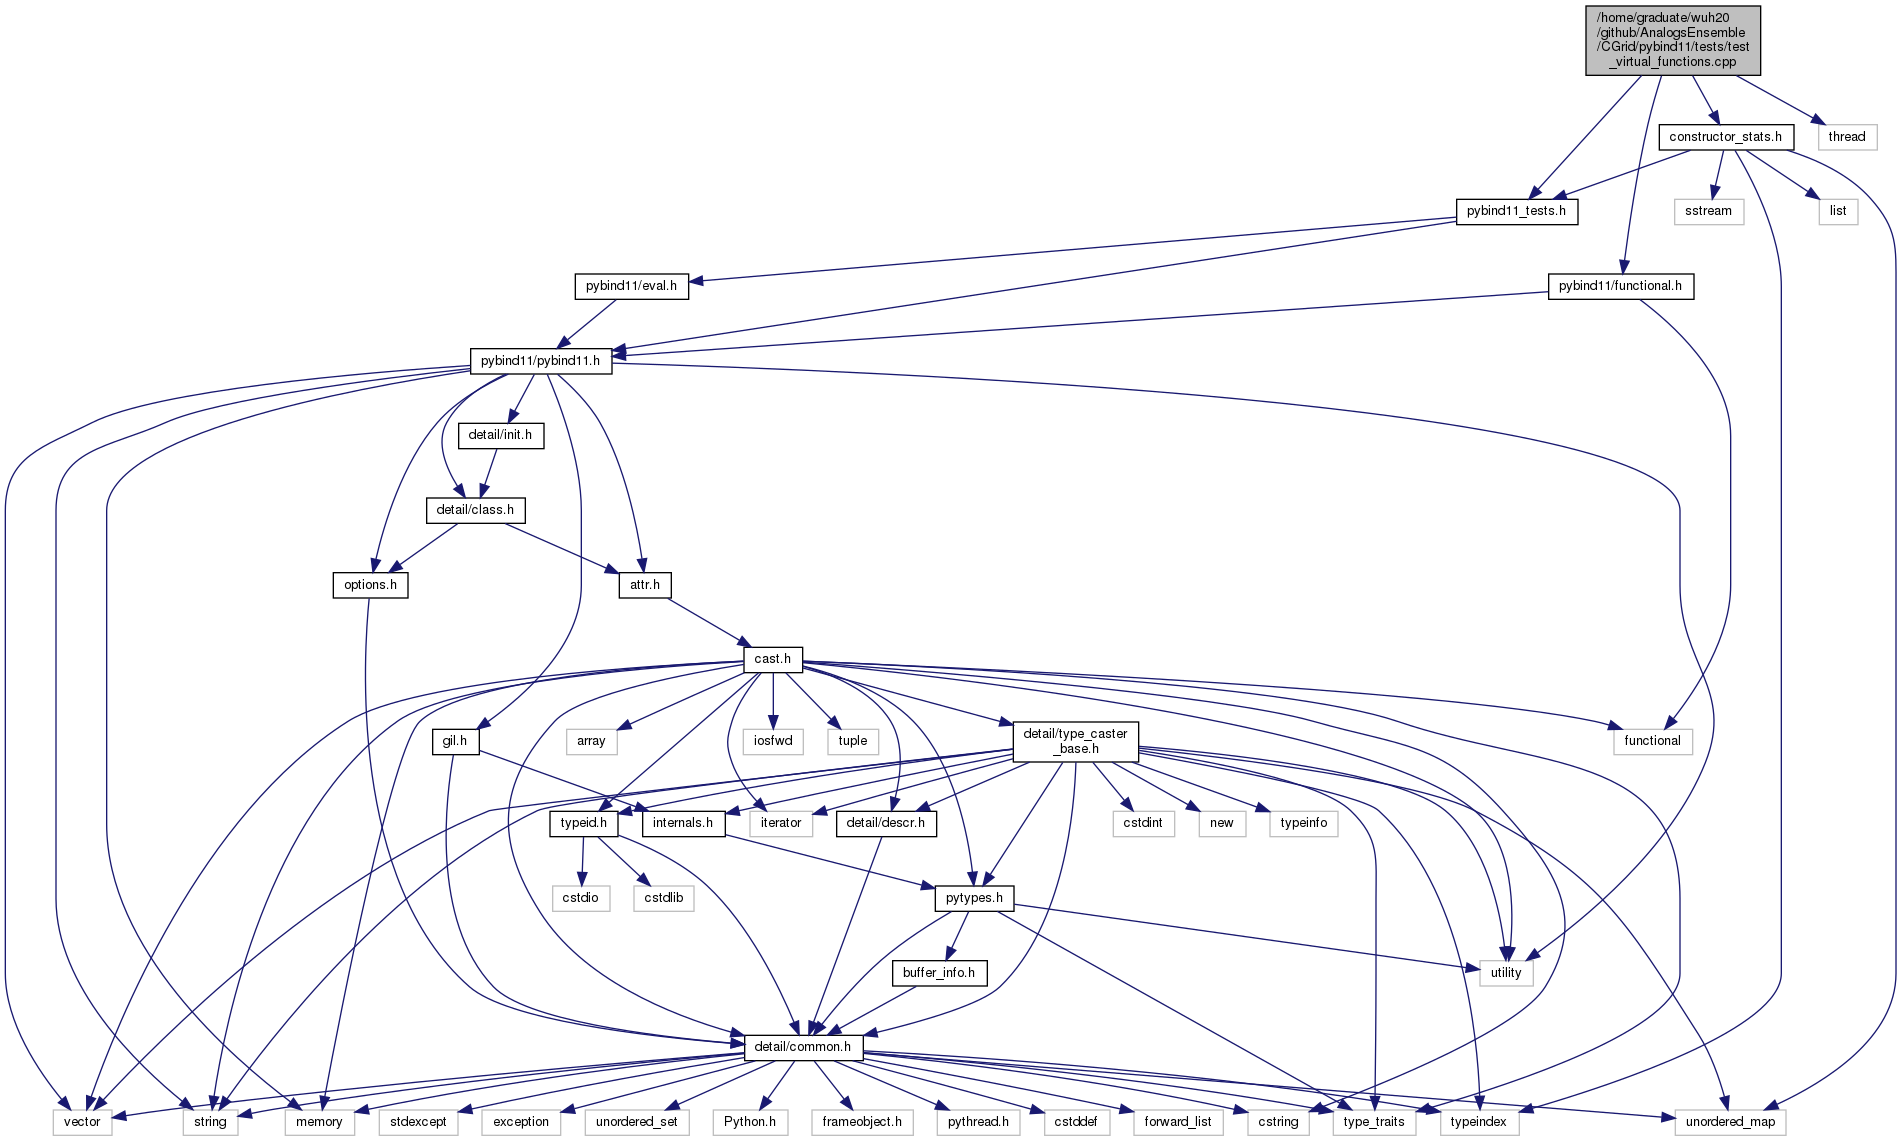 /home/graduate/wuh20
/github/AnalogsEnsemble
/CGrid/pybind11/tests/test
_virtual_functions.cpp
constructor_stats.h
thread
pybind11_tests.h
sstream
list
pybind11/eval.h
pybind11/functional.h
pybind11/pybind11.h
detail/init.h
detail/class.h
options.h
attr.h
cast.h
gil.h
array
iosfwd
tuple
detail/type_caster
_base.h
functional
typeid.h
internals.h
iterator
detail/descr.h
cstdint
new
typeinfo
cstdio
cstdlib
pytypes.h
buffer_info.h
utility
detail/common.h
vector
string
memory
stdexcept
exception
unordered_set
Python.h
frameobject.h
pythread.h
cstddef
forward_list
cstring
type_traits
typeindex
unordered_map